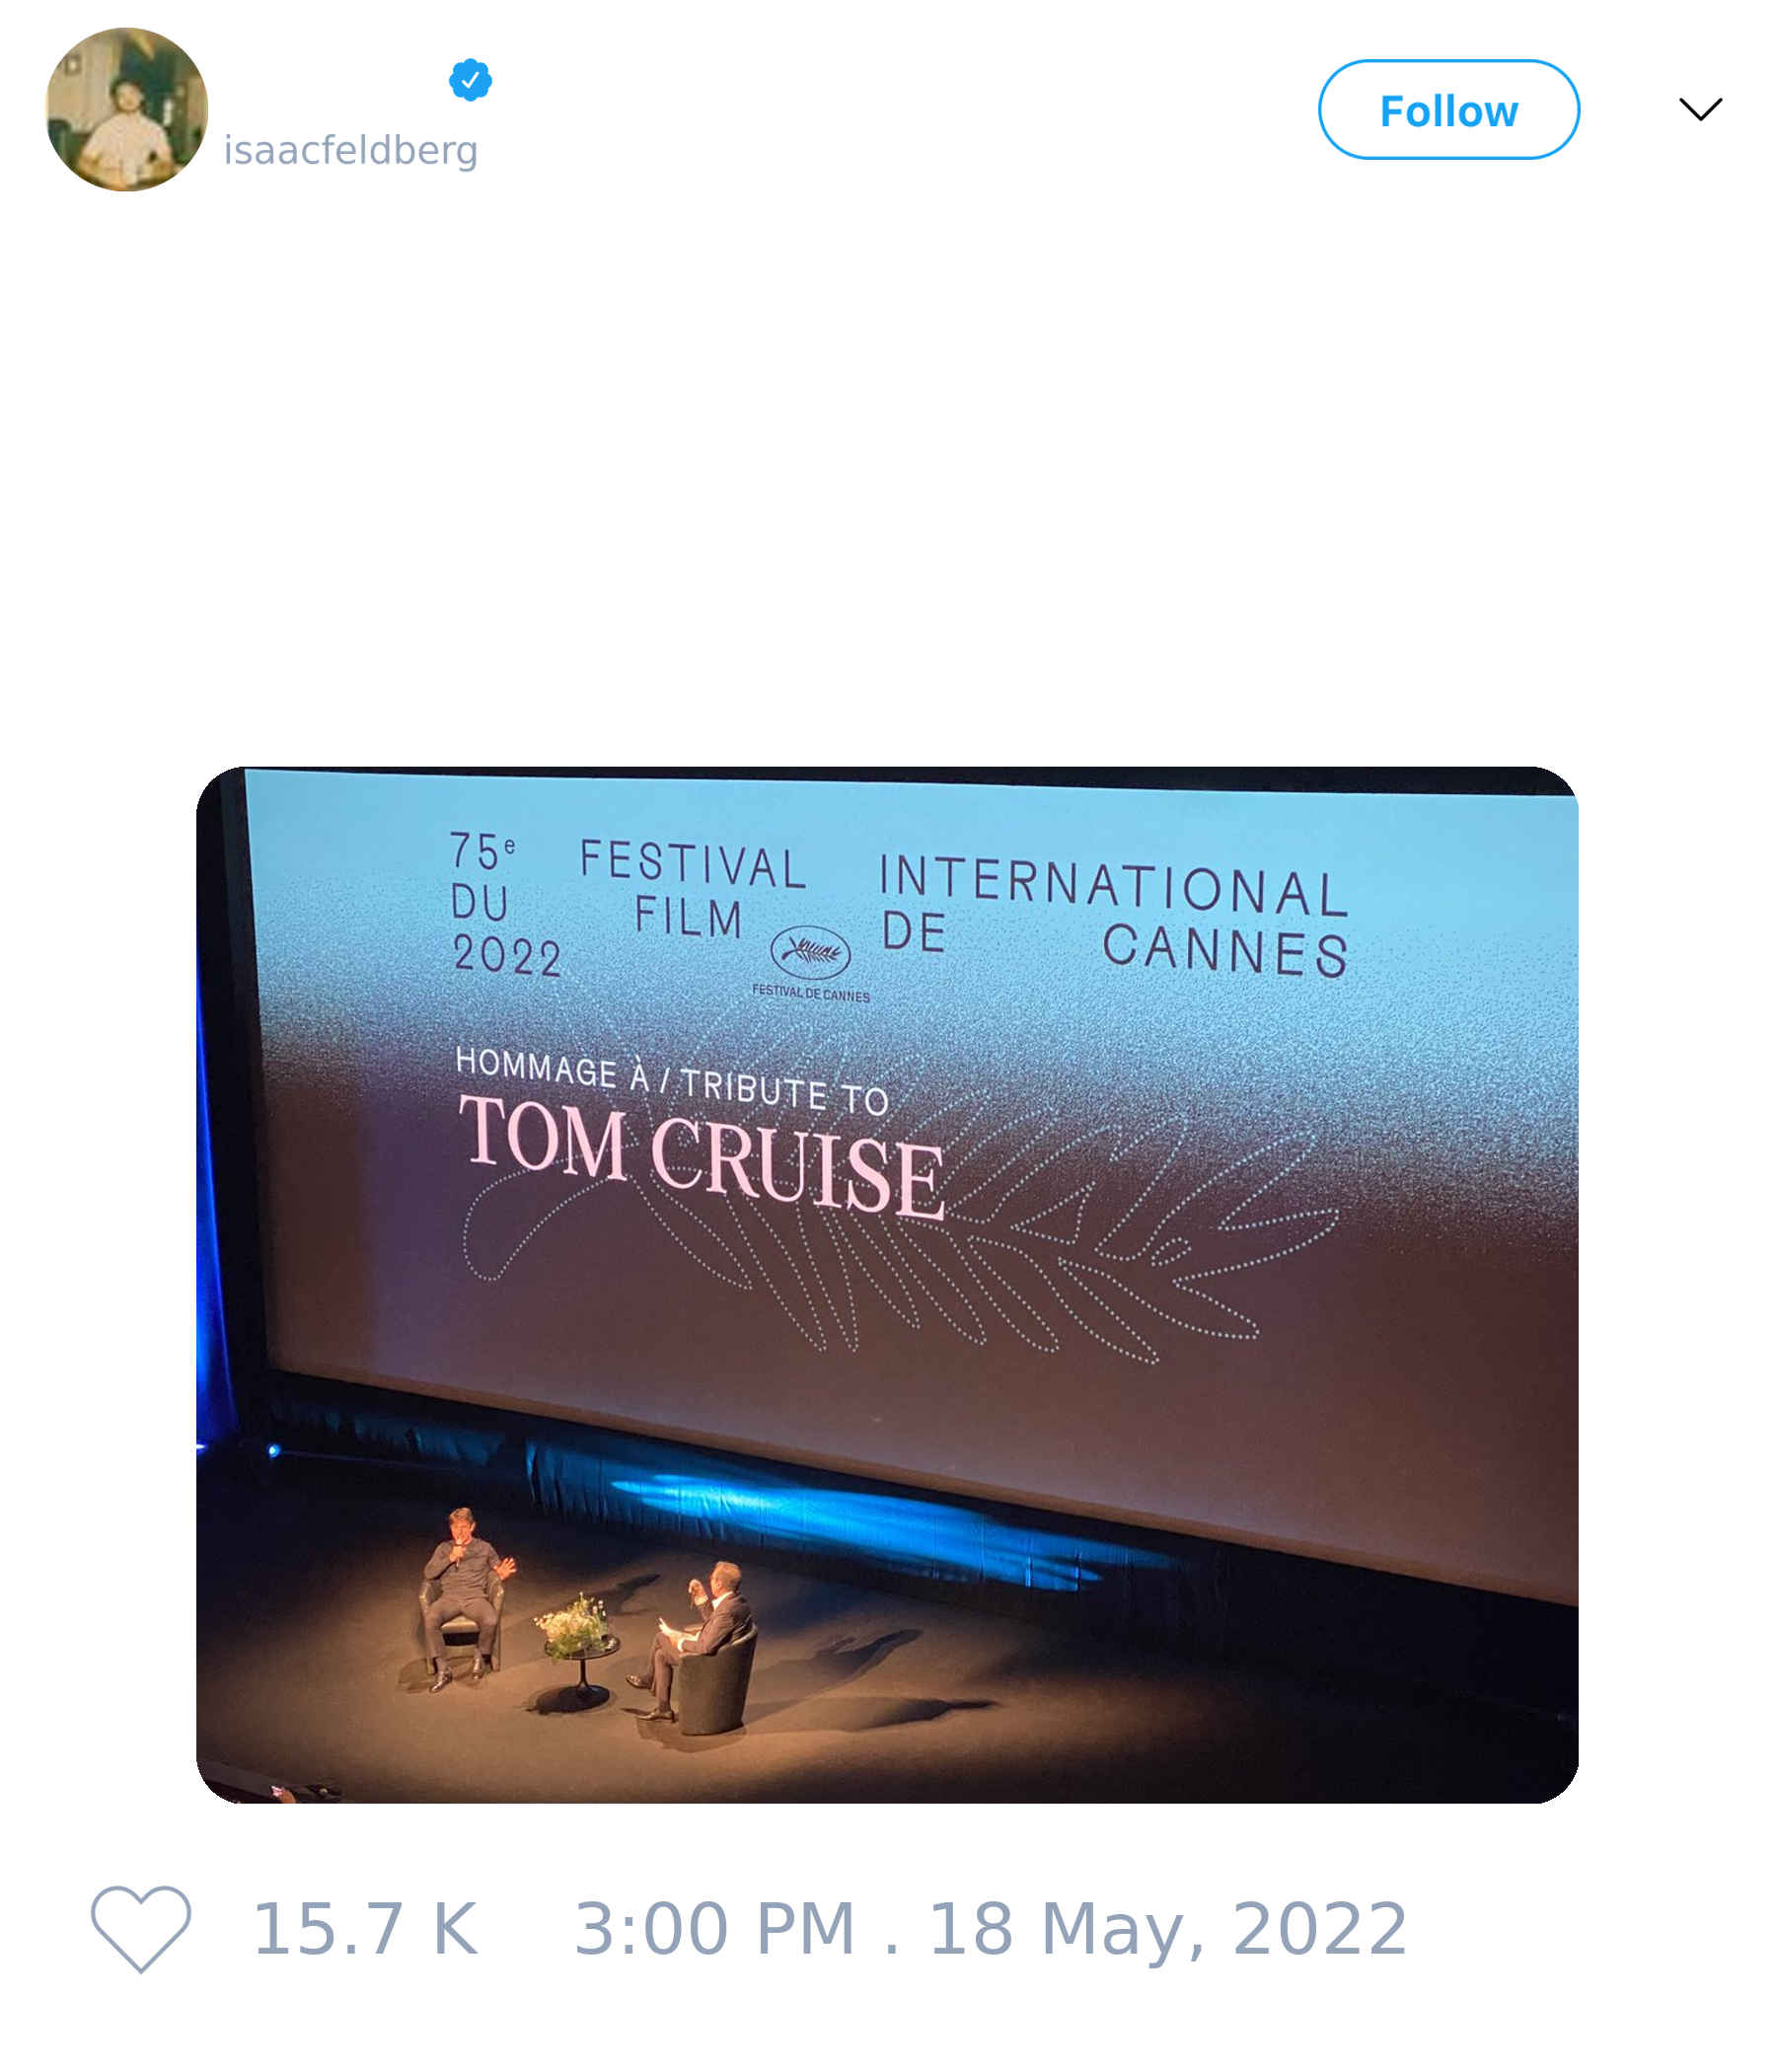 isaacfeldberg
Follow
75e FESTIVAL INTERNATIONAL
DU FILM DE CANNES
2022
FESTIVAL DE CANNES
HOMMAGE À / TRIBUTE TO
TOM CRUISE
15.7 K 3:00 PM . 18 May, 2022